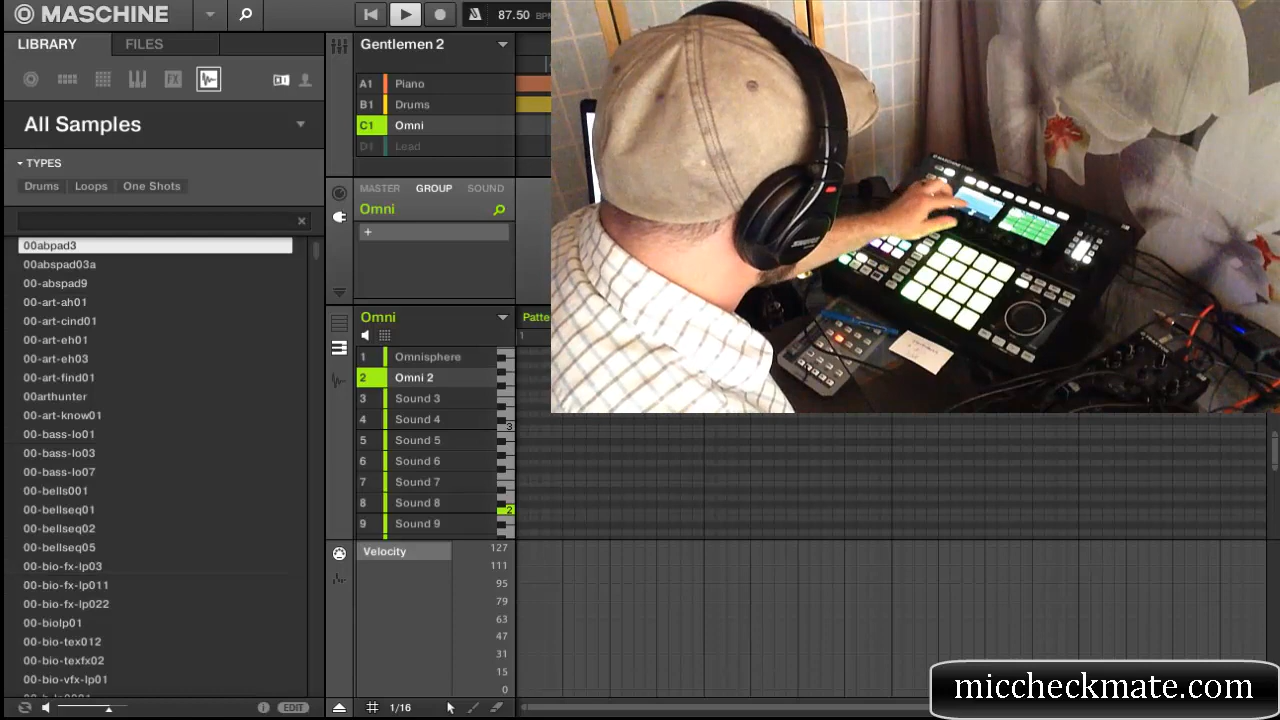 MASCHINE
87.50 BPM
LIBRARY
FILES
All Samples
TYPES
Drums Loops One Shots
00abpad3
00abspad03a
00-abspad9
00-art-ah01
00-art-cind01
00-art-eh01
00-art-eh03
00-art-find01
00arthunter
00-art-know01
00-bass-lo01
00-bass-lo03
00-bass-lo07
00-bells001
00-bellseq01
00-bellseq02
00-bellseq05
00-bio-fx-lp03
00-bio-fx-lp011
00-bio-fx-lp022
00-biolp01
00-bio-tex012
00-bio-texfx02
00-bio-vfx-lp01
EDIT
Gentlemen 2
A1 Piano
B1 Drums
C1 Omni
D1 Lead
MASTER GROUP SOUND
Omni
+
Omni
Patte
1
1 Omnisphere
2 Omni 2
3 Sound 3
4 Sound 4
5 Sound 5
6 Sound 6
7 Sound 7
8 Sound 8
9 Sound 9
3
2
Velocity
127
111
95
79
63
47
31
15
0
1/16
miccheckmate.com